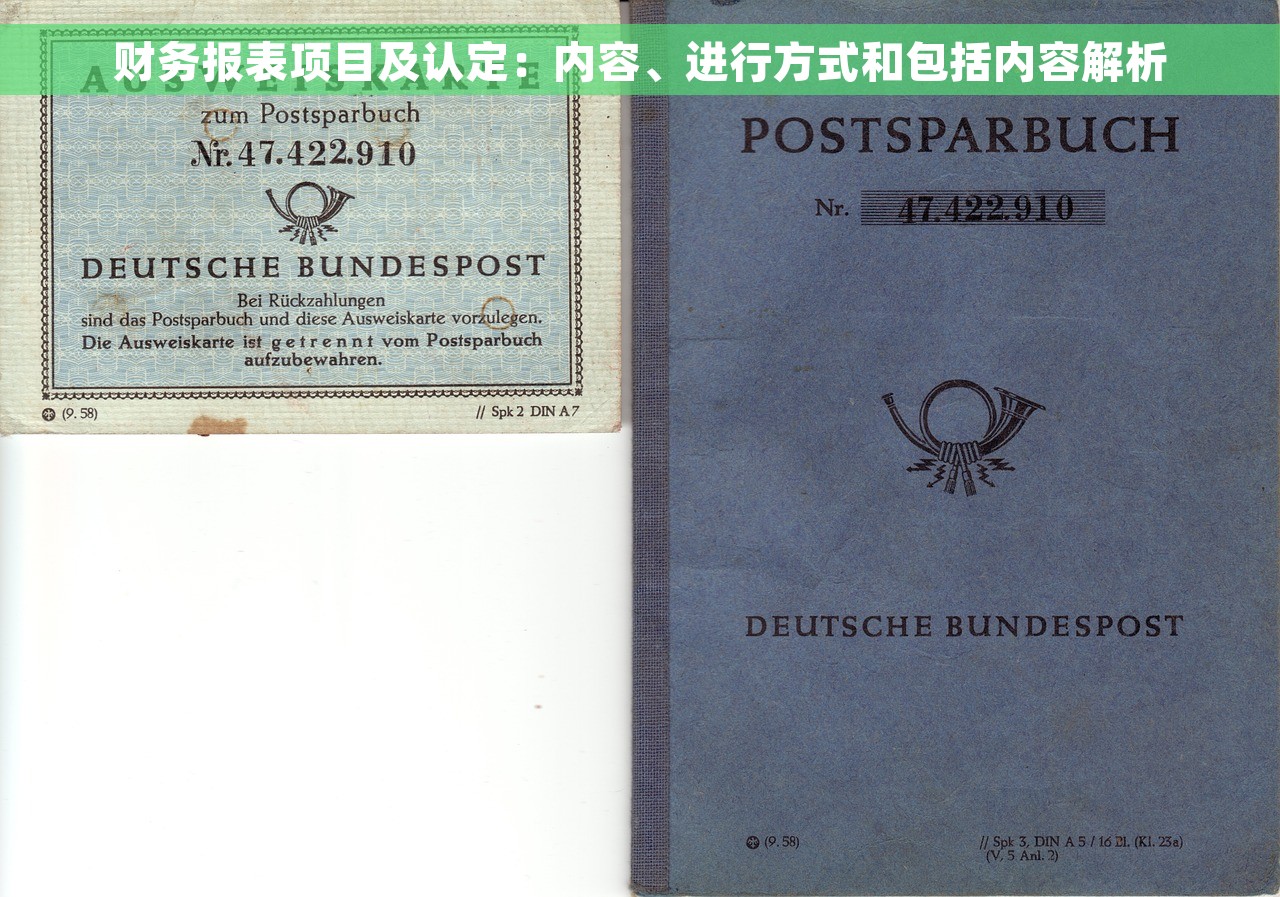 财务报表项目及认定：内容、进行方式和包括内容解析
AUSWEISKARTE
zum Postsparbuch
Nr. 47.422.910
DEUTSCHE BUNDESPOST
Bei Rückzahlungen
sind das Postsparbuch und diese Ausweiskarte vorzulegen.
Die Ausweiskarte ist getrennt vom Postsparbuch
aufzubewahren.
(9. 58)
// Spk 2 DIN A 7
POSTSPARBUCH
Nr. 47.422.910
DEUTSCHE BUNDESPOST
(9. 58)
// Spk 3, DIN A 5 / 16 Bl. (Kl. 23a)
(V, 5 Anl. 2)